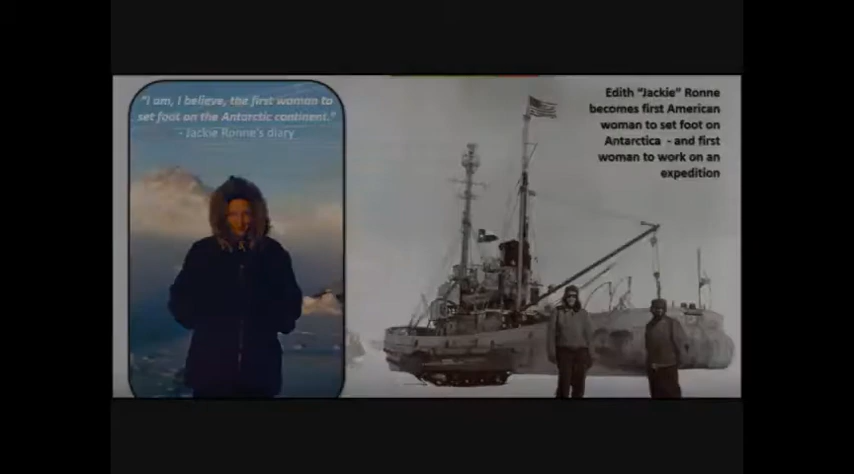 "I am, I believe, the first woman to
set foot on the Antarctic continent."
- Jackie Ronne's diary
Edith "Jackie" Ronne
becomes first American
woman to set foot on
Antarctica - and first
woman to work on an
expedition